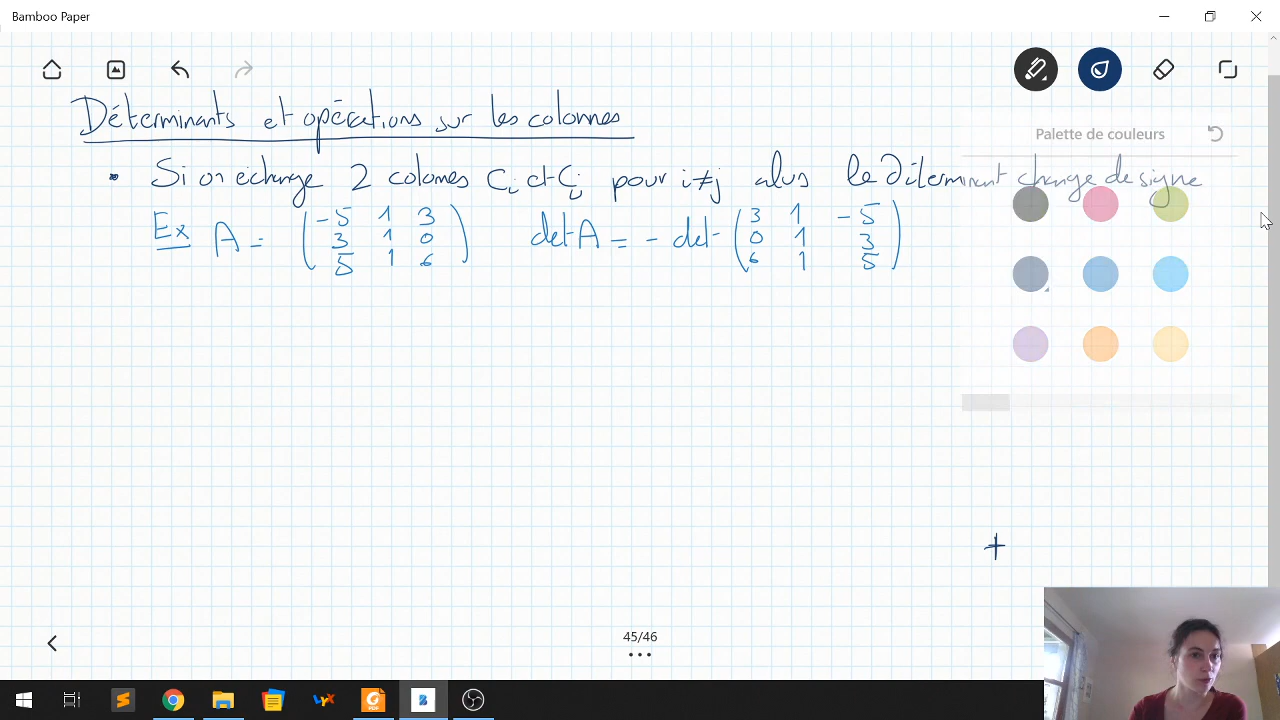 Bamboo Paper
Déterminants et opérations sur les colonnes
Palette de couleurs
• Si on échange 2 colonnes Ci et Cj pour i≠j alors le Déterminant change de signe
Ex A = (-5 1 3 / 3 1 0 / 5 1 6) det A = - det (3 1 -5 / 0 1 3 / 6 1 5)
+
45/46